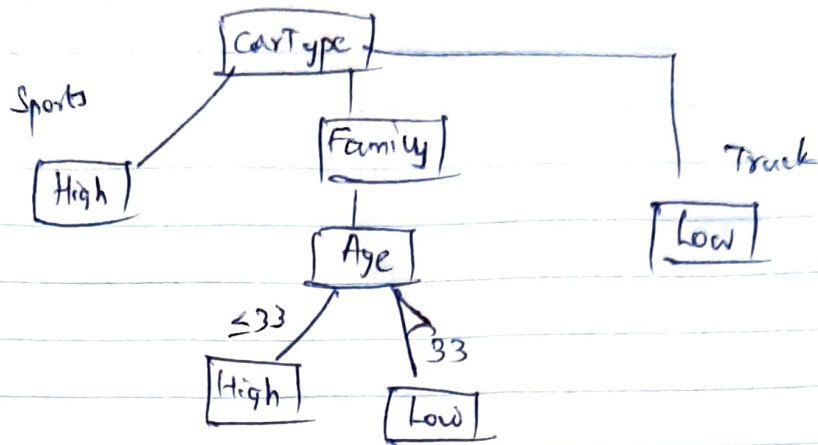 CarType
Sports
Family
Truck
High
Low
Age
≤33
>33
High
Low